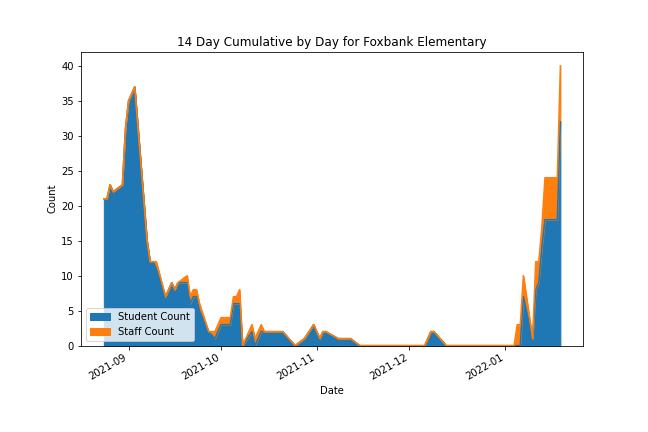 14 Day Cumulative by Day for Foxbank Elementary
40
35
30
25
20
15
10
5
0
Count
Student Count
Staff Count
2021-09
2021-10
2021-11
2021-12
2022-01
Date